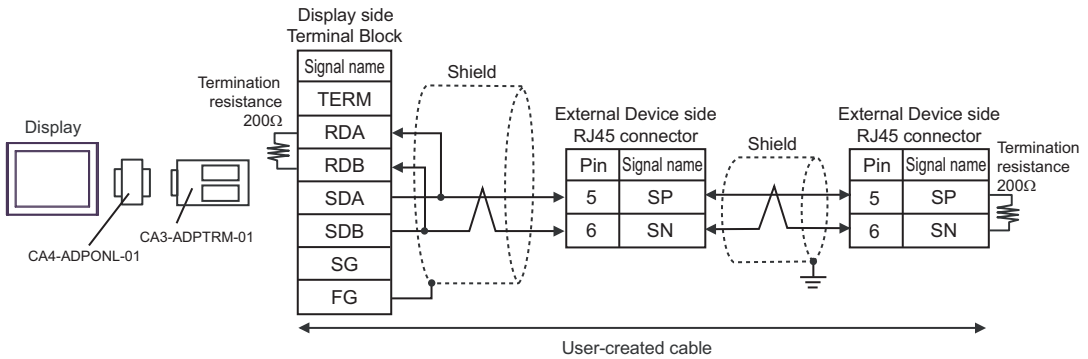 Display side
Terminal Block
Signal name
TERM
RDA
RDB
SDA
SDB
SG
FG
Termination
resistance
200Ω
Display
CA4-ADPONL-01
CA3-ADPTRM-01
Shield
External Device side
RJ45 connector
Pin Signal name
5 SP
6 SN
Shield
External Device side
RJ45 connector
Pin Signal name
5 SP
6 SN
Termination
resistance
200Ω
User-created cable